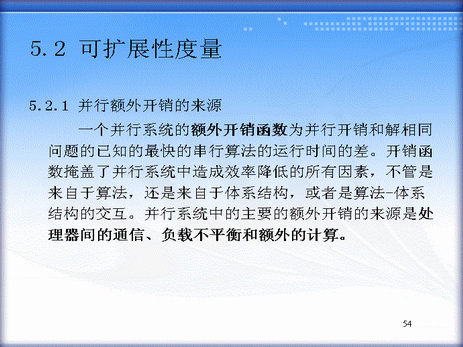 5.2 可扩展性度量
5.2.1 并行额外开销的来源
一个并行系统的额外开销函数为并行开销和解相同
问题的已知的最快的串行算法的运行时间的差。开销函
数掩盖了并行系统中造成效率降低的所有因素，不管是
来自于算法，还是来自于体系结构，或者是算法-体系
结构的交互。并行系统中的主要的额外开销的来源是处
理器间的通信、负载不平衡和额外的计算。
54